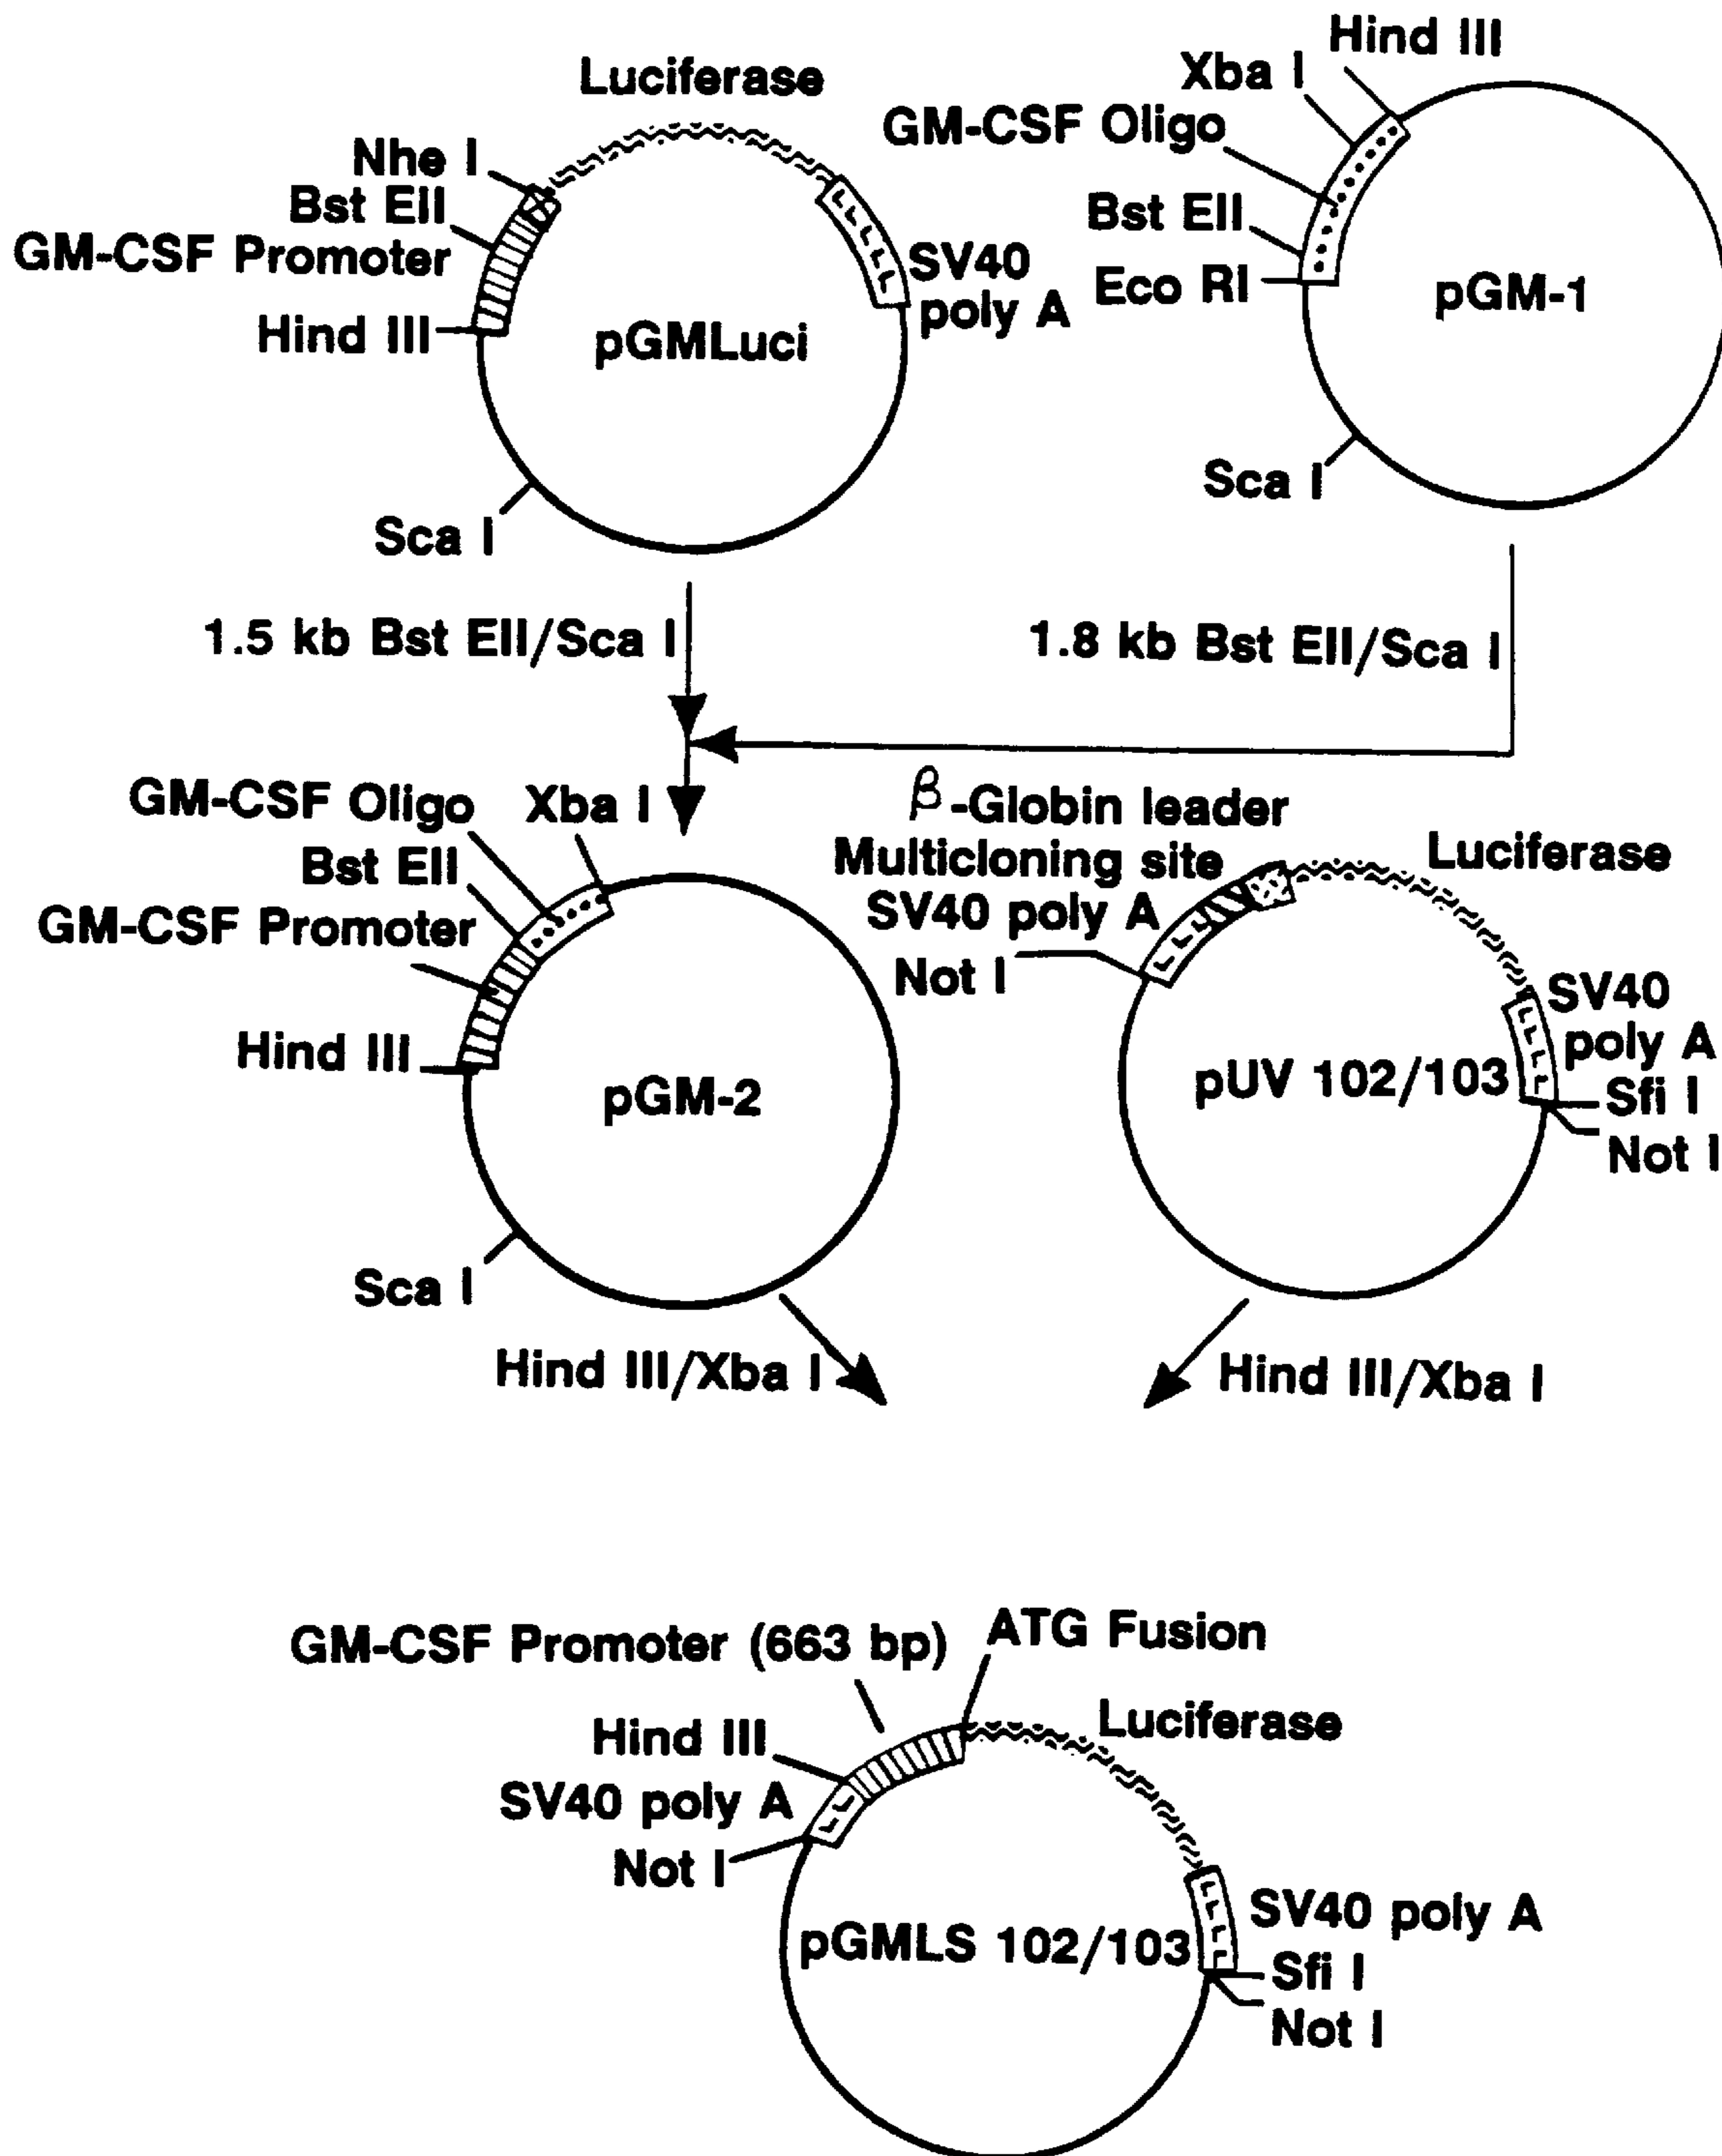 Luciferase
Nhe I
Bst EII
GM-CSF Promoter
Hind III
pGMLuci
SV40
poly A
Sca I
Hind III
Xba I
GM-CSF Oligo
Bst EII
Eco RI
pGM-1
Sca I
1.5 kb Bst EII/Sca I
1.8 kb Bst EII/Sca I
GM-CSF Oligo
Xba I
Bst EII
GM-CSF Promoter
Hind III
pGM-2
Sca I
β-Globin leader
Multicloning site
SV40 poly A
Not I
Luciferase
SV40
poly A
pUV 102/103
Sfi I
Not I
Hind III/Xba I
Hind III/Xba I
GM-CSF Promoter (663 bp)
ATG Fusion
Hind III
Luciferase
SV40 poly A
Not I
pGMLS 102/103
SV40 poly A
Sfi I
Not I